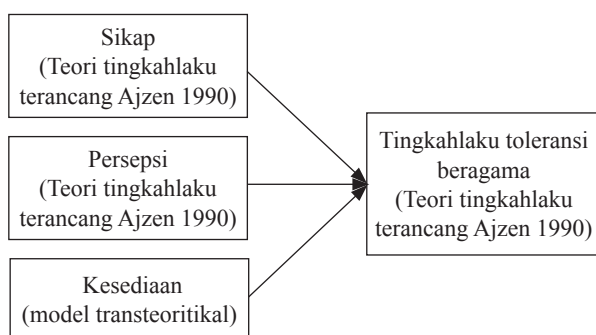 Sikap
(Teori tingkahlaku
terancang Ajzen 1990)
Persepsi
(Teori tingkahlaku
terancang Ajzen 1990)
Kesediaan
(model transteoritikal)
Tingkahlaku toleransi
beragama
(Teori tingkahlaku
terancang Ajzen 1990)